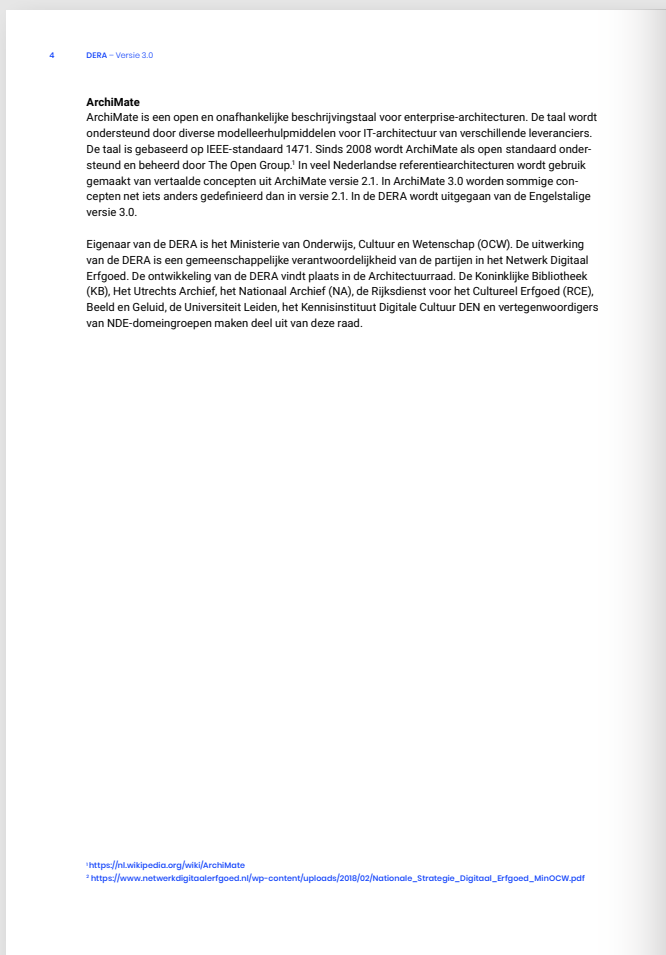 4 DERA – Versie 3.0
ArchiMate
ArchiMate is een open en onafhankelijke beschrijvingstaal voor enterprise-architecturen. De taal wordt
ondersteund door diverse modelleerhulpmiddelen voor IT-architectuur van verschillende leveranciers.
De taal is gebaseerd op IEEE-standaard 1471. Sinds 2008 wordt ArchiMate als open standaard onder-
steund en beheerd door The Open Group.¹ In veel Nederlandse referentiearchitecturen wordt gebruik
gemaakt van vertaalde concepten uit ArchiMate versie 2.1. In ArchiMate 3.0 worden sommige con-
cepten net iets anders gedefinieerd dan in versie 2.1. In de DERA wordt uitgegaan van de Engelstalige
versie 3.0.
Eigenaar van de DERA is het Ministerie van Onderwijs, Cultuur en Wetenschap (OCW). De uitwerking
van de DERA is een gemeenschappelijke verantwoordelijkheid van de partijen in het Netwerk Digitaal
Erfgoed. De ontwikkeling van de DERA vindt plaats in de Architectuurraad. De Koninklijke Bibliotheek
(KB), Het Utrechts Archief, het Nationaal Archief (NA), de Rijksdienst voor het Cultureel Erfgoed (RCE),
Beeld en Geluid, de Universiteit Leiden, het Kennisinstituut Digitale Cultuur DEN en vertegenwoordigers
van NDE-domeingroepen maken deel uit van deze raad.
¹ https://nl.wikipedia.org/wiki/ArchiMate
² https://www.netwerkdigitaalerfgoed.nl/wp-content/uploads/2018/02/Nationale_Strategie_Digitaal_Erfgoed_MinOCW.pdf